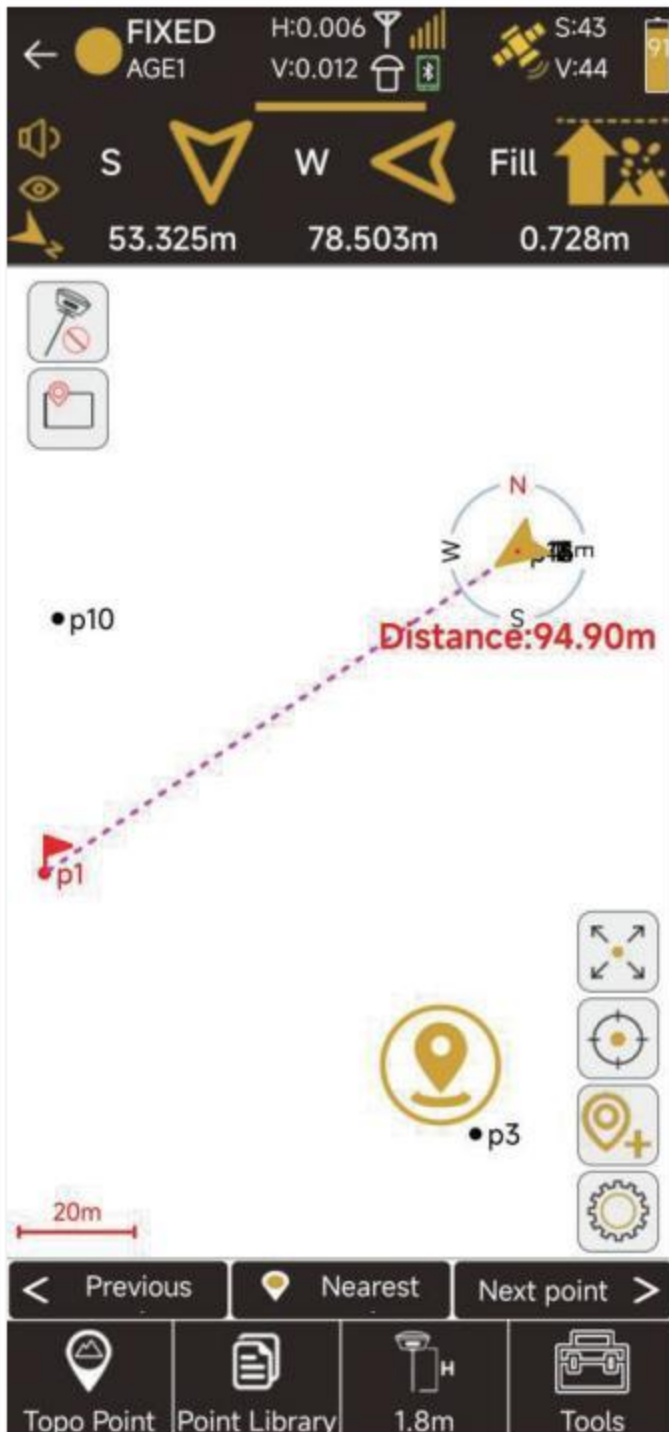 FIXED
H:0.006
S:43
91
AGE1
V:0.012
V:44
S
W
Fill
N
53.325m
78.503m
0.728m
N
W
m
S
p10
Distance:94.90m
p1
p3
20m
< Previous
Nearest
Next point >
H
Topo Point
Point Library
1.8m
Tools